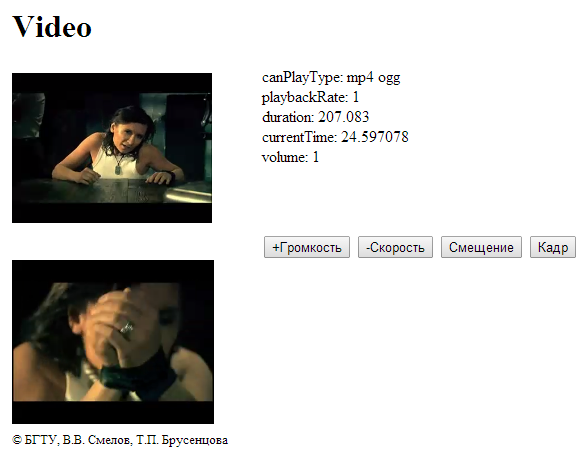 Video
canPlayType: mp4 ogg
playbackRate: 1
duration: 207.083
currentTime: 24.597078
volume: 1
+Громкость -Скорость Смещение Кадр
© БГТУ, В.В. Смелов, Т.П. Брусенцова